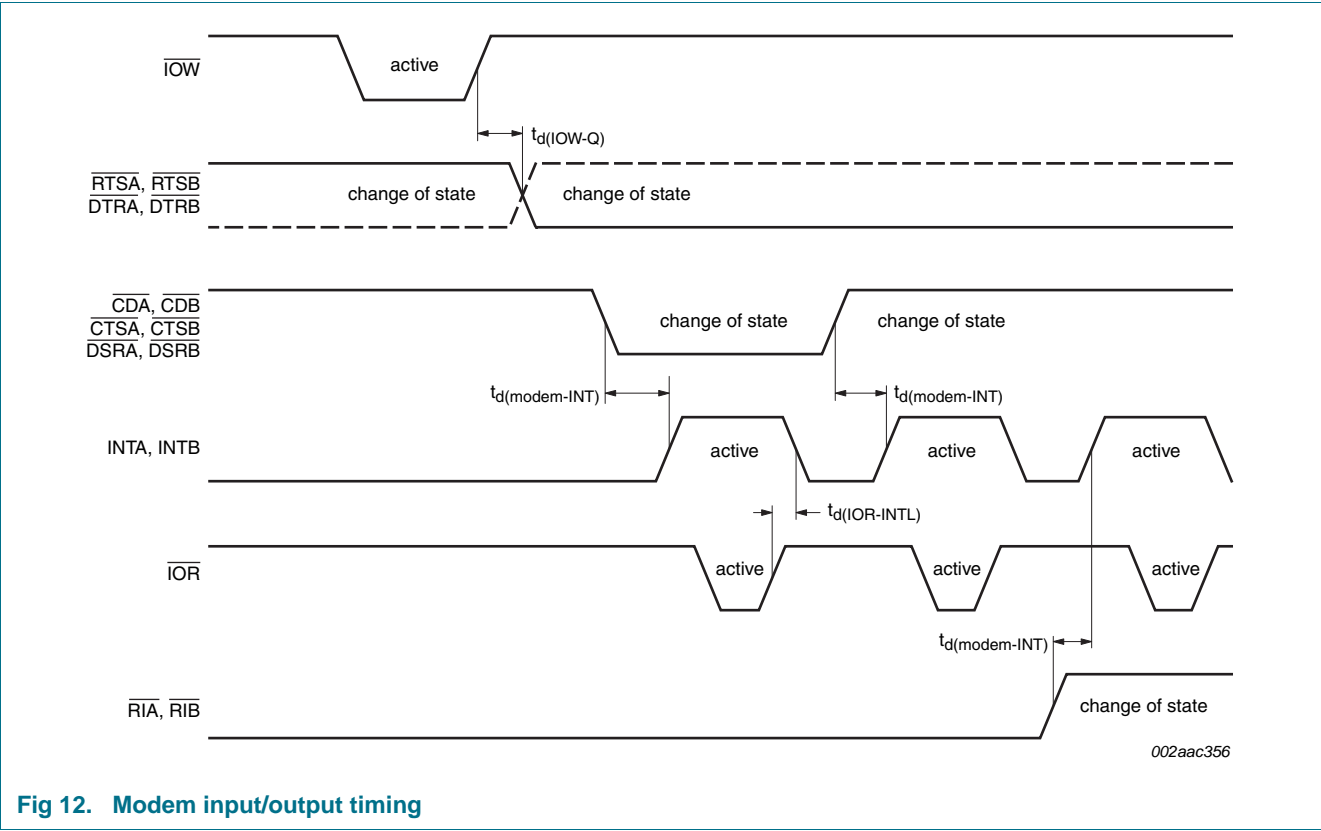 IOW
active
td(IOW-Q)
RTSA, RTSB
DTRA, DTRB
change of state
change of state
CDA, CDB
CTSA, CTSB
DSRA, DSRB
change of state
change of state
td(modem-INT)
td(modem-INT)
INTA, INTB
active
active
active
td(IOR-INTL)
IOR
active
active
active
td(modem-INT)
RIA, RIB
change of state
002aac356
Fig 12. Modem input/output timing